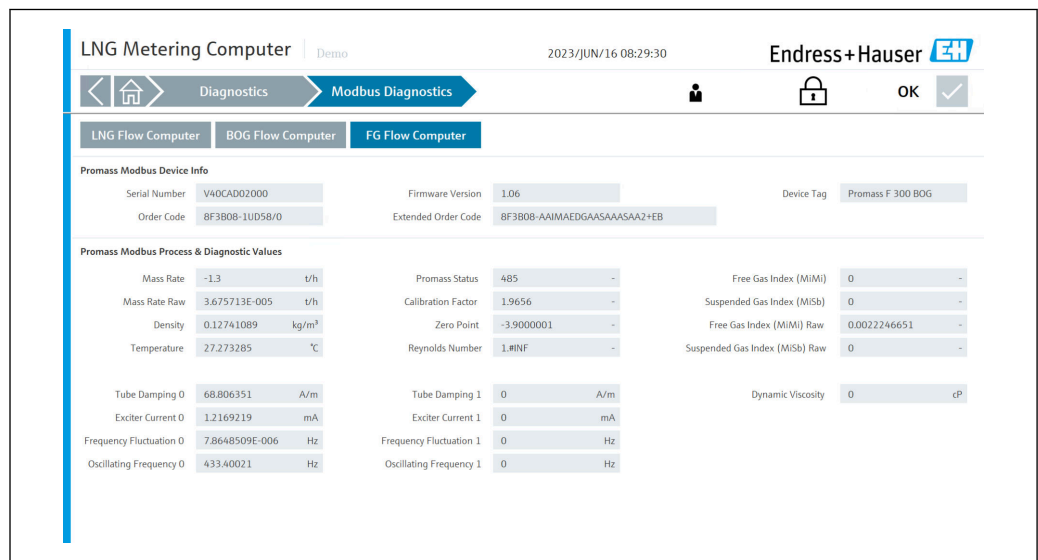 LNG Metering Computer Demo 2023/JUN/16 08:29:30 Endress+Hauser EH
Diagnostics Modbus Diagnostics OK
LNG Flow Computer BOG Flow Computer FG Flow Computer
Promass Modbus Device Info
Serial Number V40CAD02000 Firmware Version 1.06 Device Tag Promass F 300 BOG
Order Code 8F3B08-1UD58/0 Extended Order Code 8F3B08-AAIMAEDGAASAAASAA2+EB
Promass Modbus Process & Diagnostic Values
Mass Rate -1.3 t/h Promass Status 485 - Free Gas Index (MiMi) 0 -
Mass Rate Raw 3.675713E-005 t/h Calibration Factor 1.9656 - Suspended Gas Index (MiSb) 0 -
Density 0.12741089 kg/m³ Zero Point -3.9000001 - Free Gas Index (MiMi) Raw 0.0022246651 -
Temperature 27.273285 °C Reynolds Number 1.#INF - Suspended Gas Index (MiSb) Raw 0 -
Tube Damping 0 68.806351 A/m Tube Damping 1 0 A/m Dynamic Viscosity 0 cP
Exciter Current 0 1.2169219 mA Exciter Current 1 0 mA
Frequency Fluctuation 0 7.8648509E-006 Hz Frequency Fluctuation 1 0 Hz
Oscillating Frequency 0 433.40021 Hz Oscillating Frequency 1 0 Hz